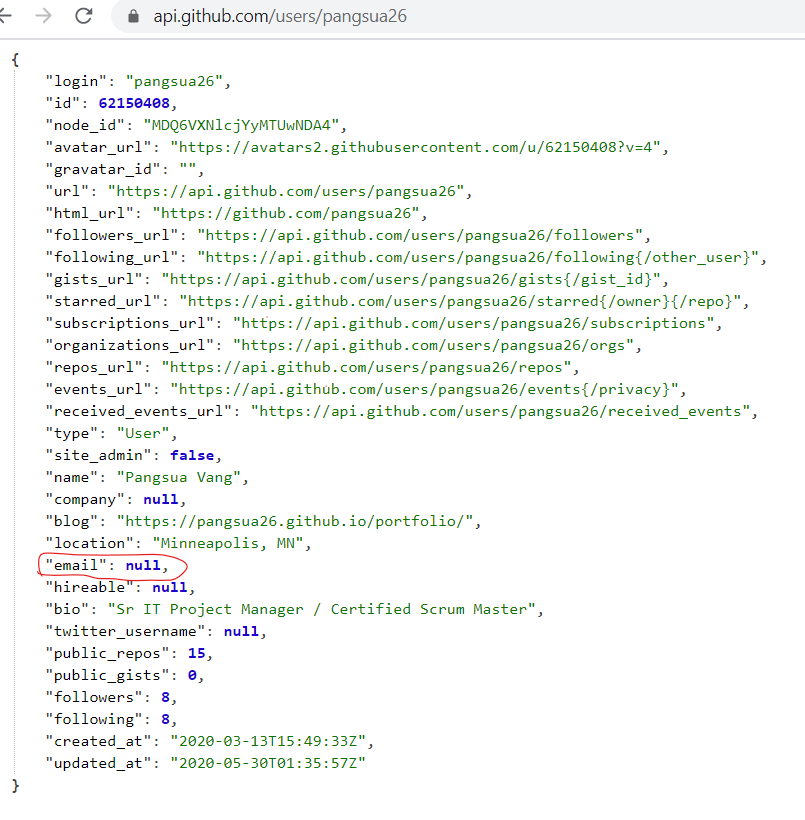 api.github.com/users/pangsua26
{
"login": "pangsua26",
"id": 62150408,
"node_id": "MDQ6VXNlcjYyMTUwNDA4",
"avatar_url": "https://avatars2.githubusercontent.com/u/62150408?v=4",
"gravatar_id": "",
"url": "https://api.github.com/users/pangsua26",
"html_url": "https://github.com/pangsua26",
"followers_url": "https://api.github.com/users/pangsua26/followers",
"following_url": "https://api.github.com/users/pangsua26/following{/other_user}",
"gists_url": "https://api.github.com/users/pangsua26/gists{/gist_id}",
"starred_url": "https://api.github.com/users/pangsua26/starred{/owner}{/repo}",
"subscriptions_url": "https://api.github.com/users/pangsua26/subscriptions",
"organizations_url": "https://api.github.com/users/pangsua26/orgs",
"repos_url": "https://api.github.com/users/pangsua26/repos",
"events_url": "https://api.github.com/users/pangsua26/events{/privacy}",
"received_events_url": "https://api.github.com/users/pangsua26/received_events",
"type": "User",
"site_admin": false,
"name": "Pangsua Vang",
"company": null,
"blog": "https://pangsua26.github.io/portfolio/",
"location": "Minneapolis, MN",
"email": null,
"hireable": null,
"bio": "Sr IT Project Manager / Certified Scrum Master",
"twitter_username": null,
"public_repos": 15,
"public_gists": 0,
"followers": 8,
"following": 8,
"created_at": "2020-03-13T15:49:33Z",
"updated_at": "2020-05-30T01:35:57Z"
}